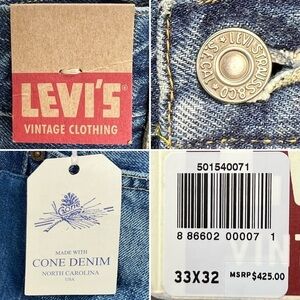 LEVI'S
VINTAGE CLOTHING
LEVI STRAUSS & CO
S.F. CAL
MADE WITH
CONE DENIM
NORTH CAROLINA
USA
501540071
8 86602 00007 1
33X32
MSRP $425.00